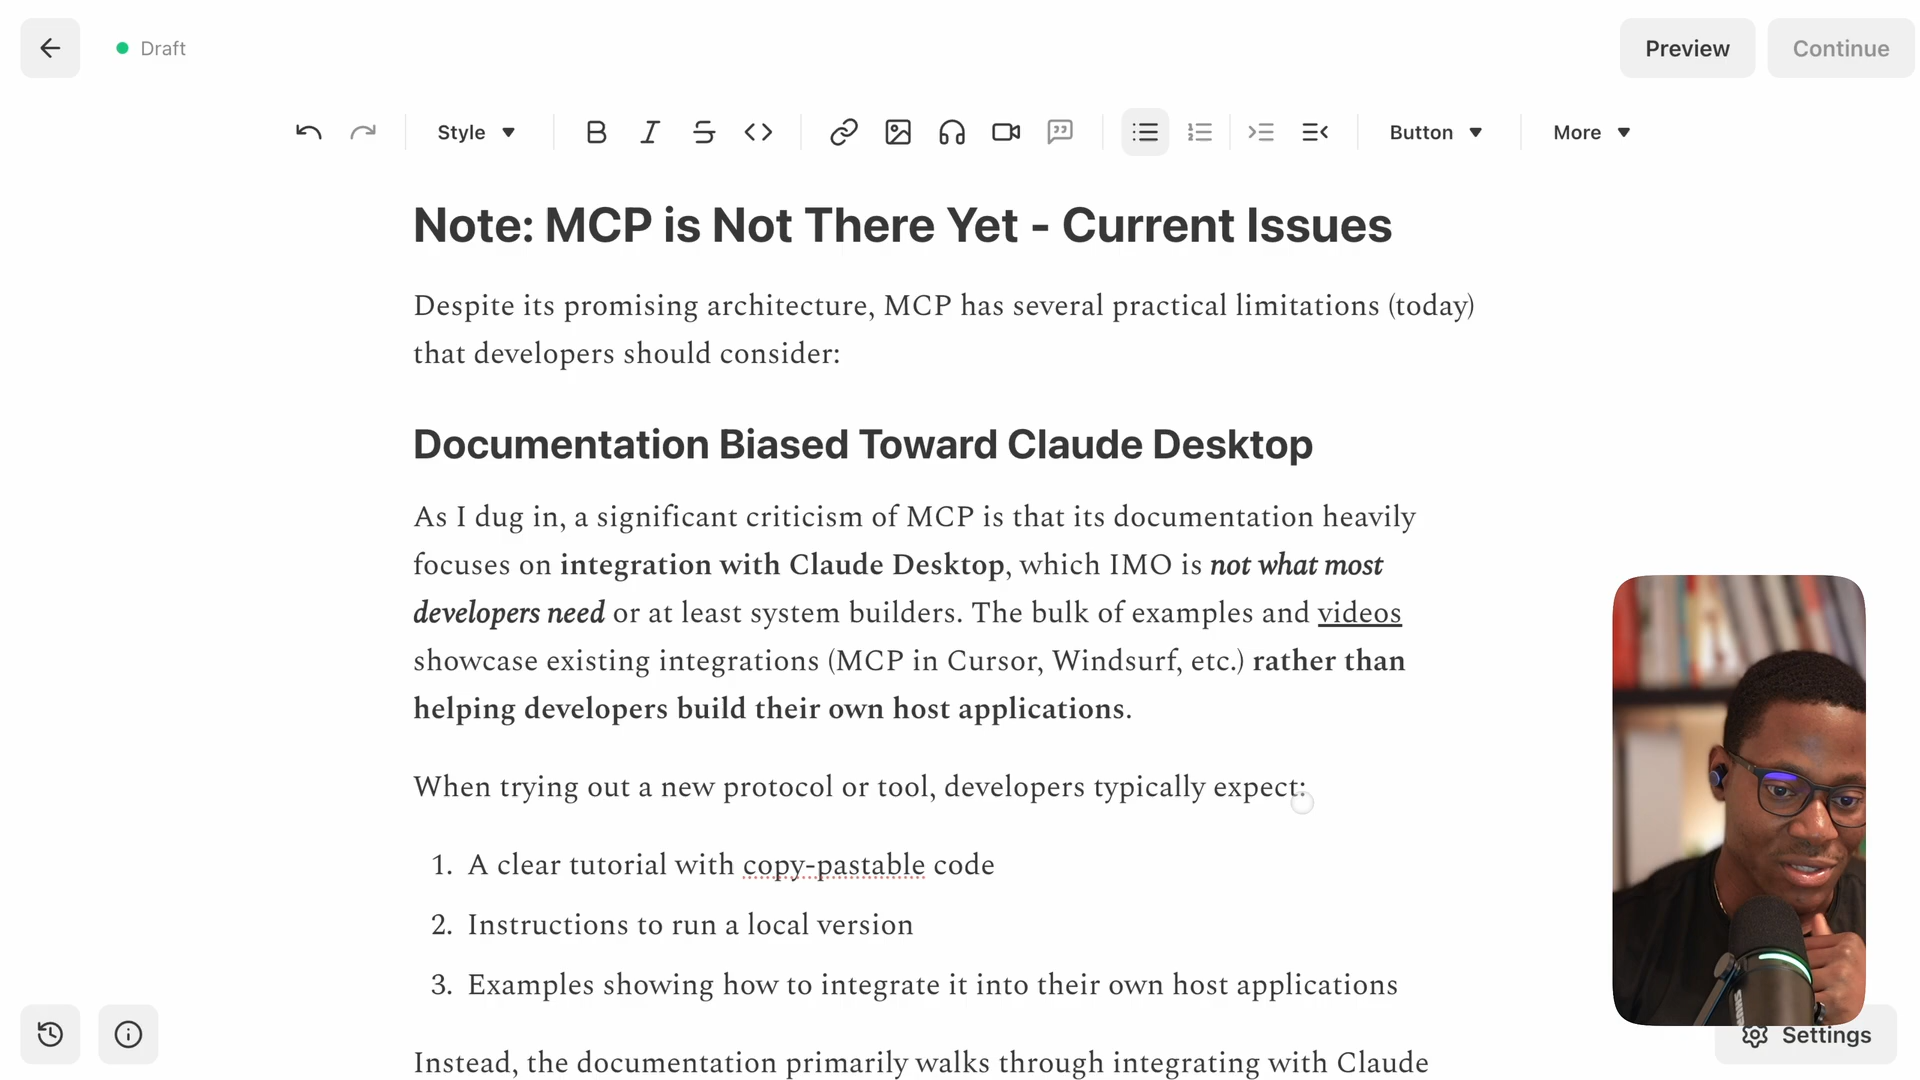 Draft
Preview
Continue
Style
Button
More
Note: MCP is Not There Yet - Current Issues
Despite its promising architecture, MCP has several practical limitations (today)
that developers should consider:
Documentation Biased Toward Claude Desktop
As I dug in, a significant criticism of MCP is that its documentation heavily
focuses on integration with Claude Desktop, which IMO is not what most
developers need or at least system builders. The bulk of examples and videos
showcase existing integrations (MCP in Cursor, Windsurf, etc.) rather than
helping developers build their own host applications.
When trying out a new protocol or tool, developers typically expect:
1. A clear tutorial with copy-pastable code
2. Instructions to run a local version
3. Examples showing how to integrate it into their own host applications
Instead, the documentation primarily walks through integrating with Claude
Settings